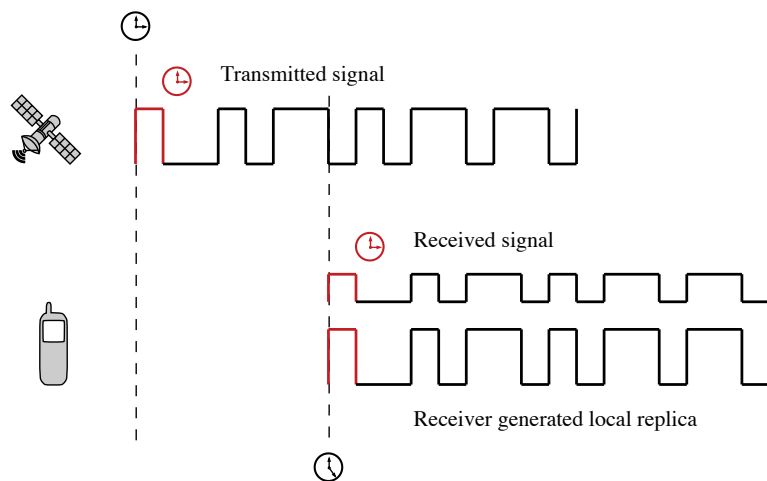 Transmitted signal
Received signal
Receiver generated local replica